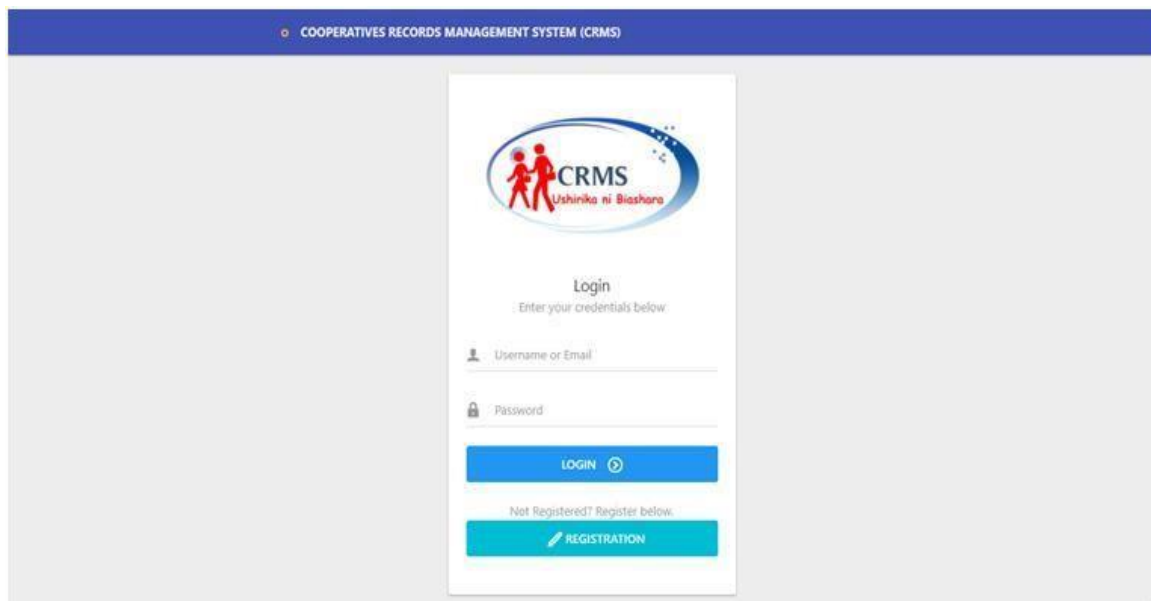 COOPERATIVES RECORDS MANAGEMENT SYSTEM (CRMS)
CRMS
Ushirika ni Biashara
Login
Enter your credentials below
Username or Email
Password
LOGIN
Not Registered? Register below.
REGISTRATION